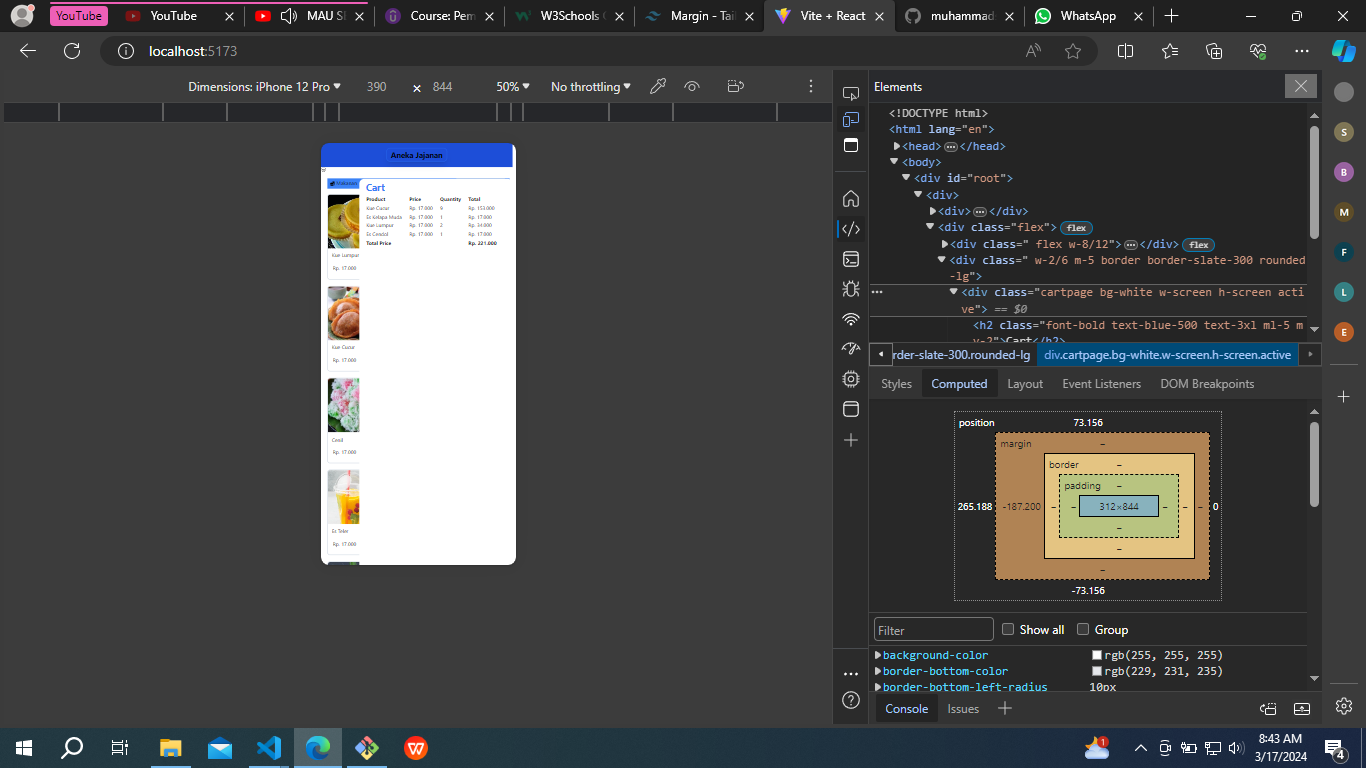 YouTube
YouTube
MAU S
Course: Pem
W3Schools
Margin - Tai
Vite + React
muhammad
WhatsApp
localhost:5173
Dimensions: iPhone 12 Pro
390
844
50%
No throttling
Aneka Jajanan
Makanan
Kue Lumpur
Rp. 17.000
Kue Cucur
Rp. 17.000
Cenil
Rp. 17.000
Es Teler
Rp. 17.000
Cart
Product Price Quantity Total
Kue Cucur Rp. 17.000 9 Rp. 153.000
Es Kelapa Muda Rp. 17.000 1 Rp. 17.000
Kue Lumpur Rp. 17.000 2 Rp. 34.000
Es Cendol Rp. 17.000 1 Rp. 17.000
Total Price Rp. 221.000
Elements
<!DOCTYPE html>
<html lang="en">
<head>…</head>
<body>
<div id="root">
<div>
<div>…</div>
<div class="flex"> flex
<div class=" flex w-8/12">…</div> flex
<div class=" w-2/6 m-5 border border-slate-300 rounded
-lg">
<div class="cartpage bg-white w-screen h-screen acti
ve"> == $0
<h2 class="font-bold text-blue-500 text-3xl ml-5 m
y-2">Cart</h2>
rder-slate-300.rounded-lg
div.cartpage.bg-white.w-screen.h-screen.active
Styles
Computed
Layout
Event Listeners
DOM Breakpoints
position
73.156
margin
–
border
–
padding
–
265.188
-187.200
–
–
312×844
–
–
–
0
–
–
–
-73.156
Filter
Show all
Group
background-color rgb(255, 255, 255)
border-bottom-color rgb(229, 231, 235)
border-bottom-left-radius 10px
Console
Issues
S
B
M
F
L
E
1
8:43 AM
3/17/2024
4